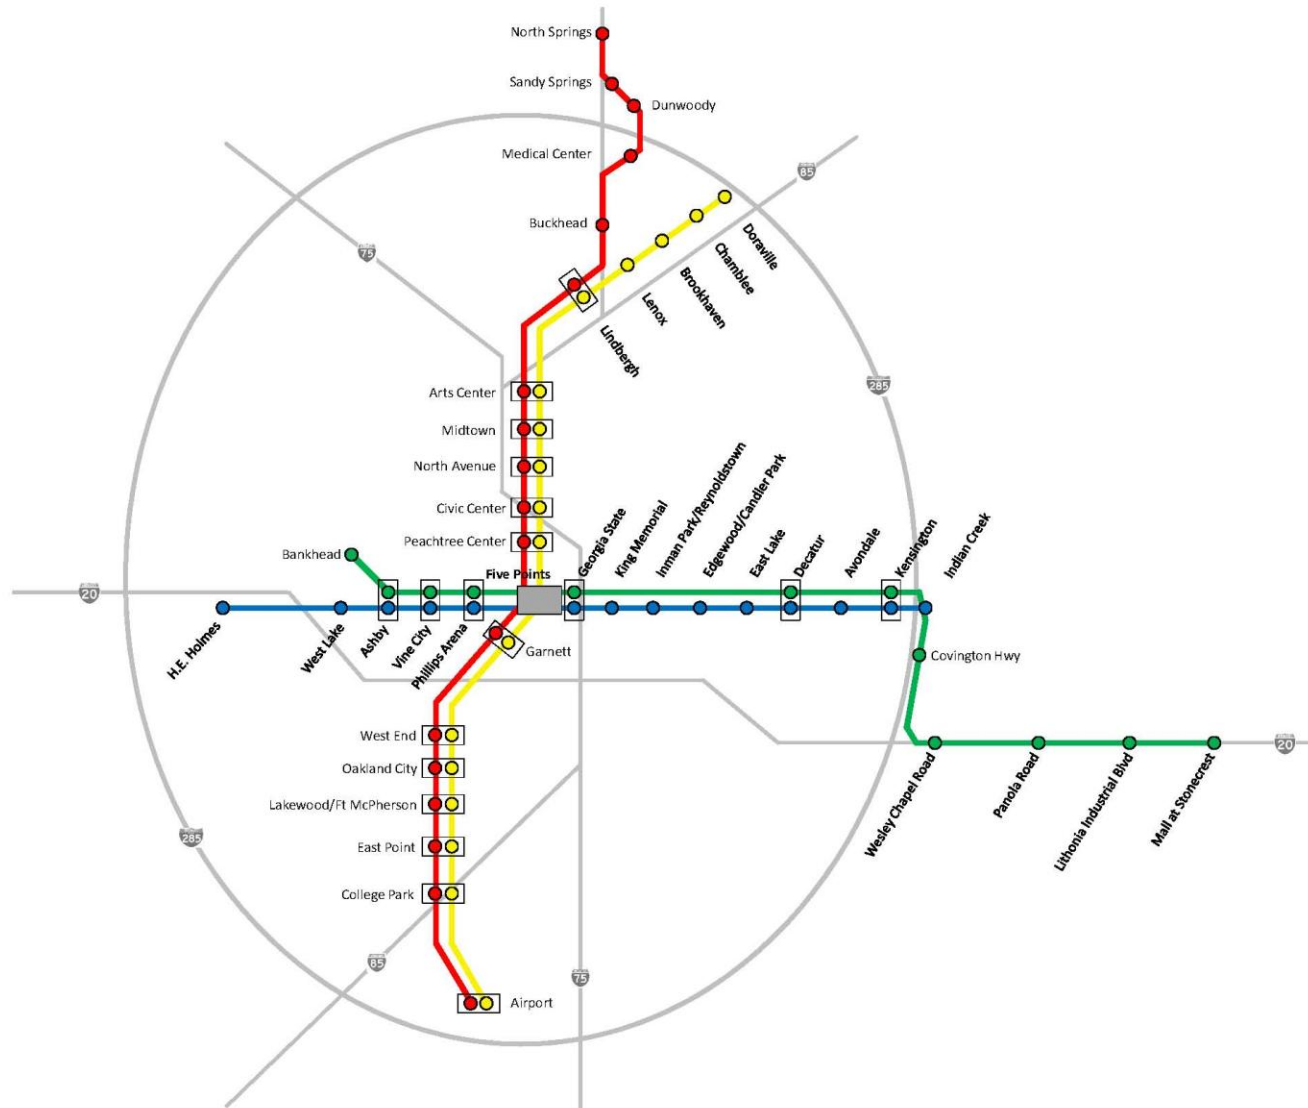 North Springs
Sandy Springs
Dunwoody
Medical Center
85
Buckhead
Doraville
75
Chamblee
Brookhaven
Lenox
Lindbergh
285
Arts Center
Midtown
North Avenue
Civic Center
Peachtree Center
Bankhead
Five Points
Georgia State
King Memorial
Inman Park/Reynoldstown
Edgewood/Candler Park
East Lake
Decatur
Avondale
Kensington
Indian Creek
20
H.E. Holmes
West Lake
Ashby
Vine City
Phillips Arena
Garnett
Covington Hwy
West End
Oakland City
Lakewood/Ft McPherson
East Point
College Park
Wesley Chapel Road
Panola Road
Lithonia Industrial Blvd
Mall at Stonecrest
20
285
85
75
Airport